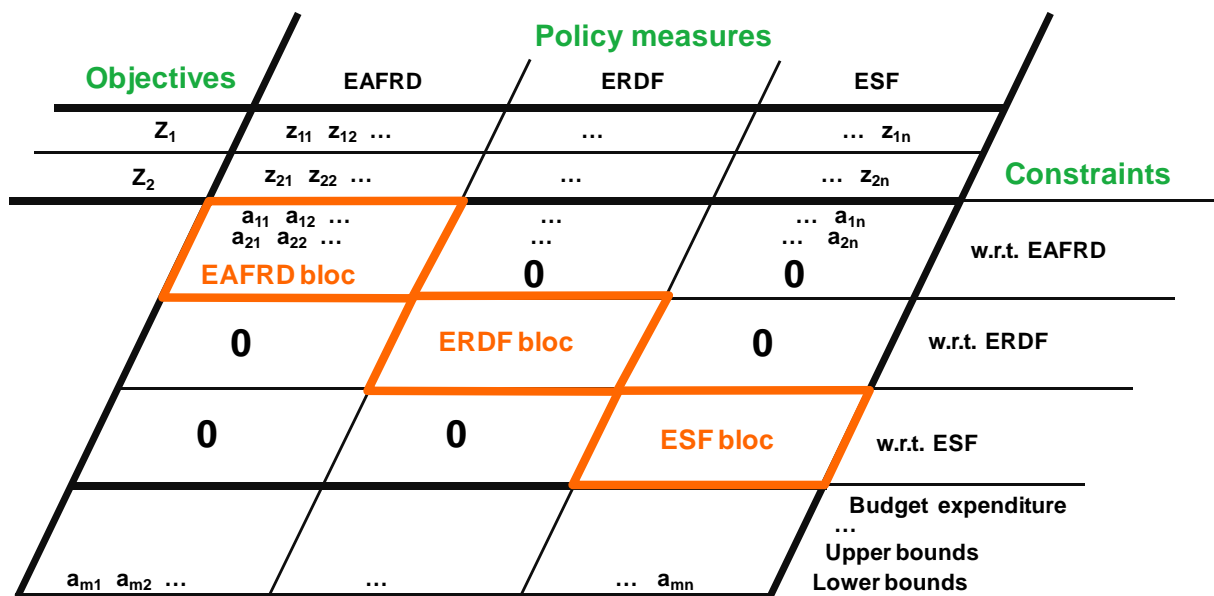 Policy measures
Objectives EAFRD ERDF ESF
Z₁ z₁₁ z₁₂ … … … z₁ₙ
Z₂ z₂₁ z₂₂ … … … z₂ₙ Constraints
a₁₁ a₁₂ … … … a₁ₙ
a₂₁ a₂₂ … … … a₂ₙ w.r.t. EAFRD
EAFRD bloc 0 0
0 ERDF bloc 0 w.r.t. ERDF
0 0 ESF bloc w.r.t. ESF
Budget expenditure
…
Upper bounds
aₘ₁ aₘ₂ … … … aₘₙ Lower bounds